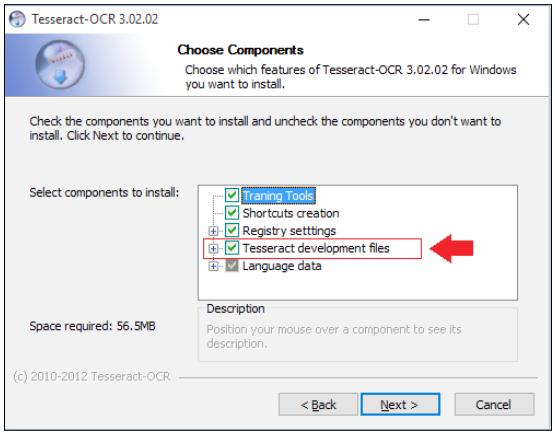 Tesseract-OCR 3.02.02
Choose Components
Choose which features of Tesseract-OCR 3.02.02 for Windows
you want to install.
Check the components you want to install and uncheck the components you don't want to
install. Click Next to continue.
Select components to install:
Traning Tools
Shortcuts creation
Registry setttings
Tesseract development files
Language data
Space required: 56.5MB
Description
Position your mouse over a component to see its
description.
(c) 2010-2012 Tesseract-OCR
< Back
Next >
Cancel